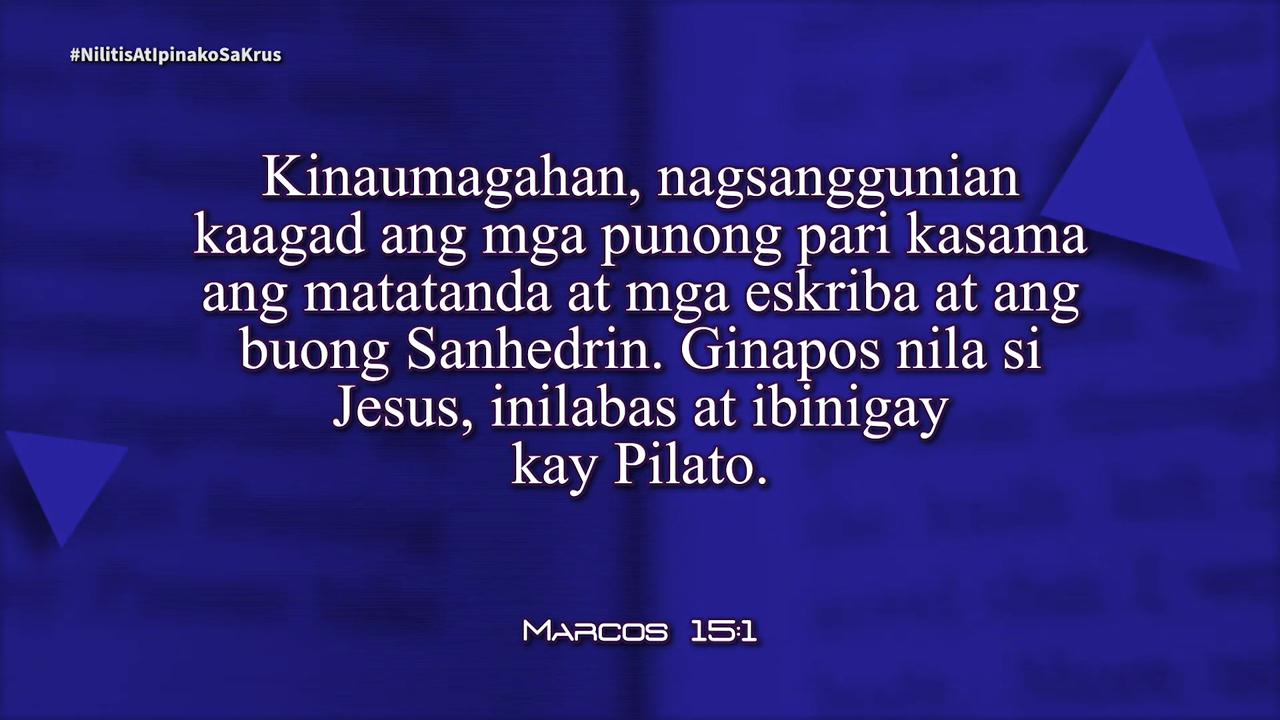 #NilitisAtIpinakoSaKrus
Kinaumagahan, nagsanggunian
kaagad ang mga punong pari kasama
ang matatanda at mga eskriba at ang
buong Sanhedrin. Ginapos nila si
Jesus, inilabas at ibinigay
kay Pilato.
Marcos 15:1